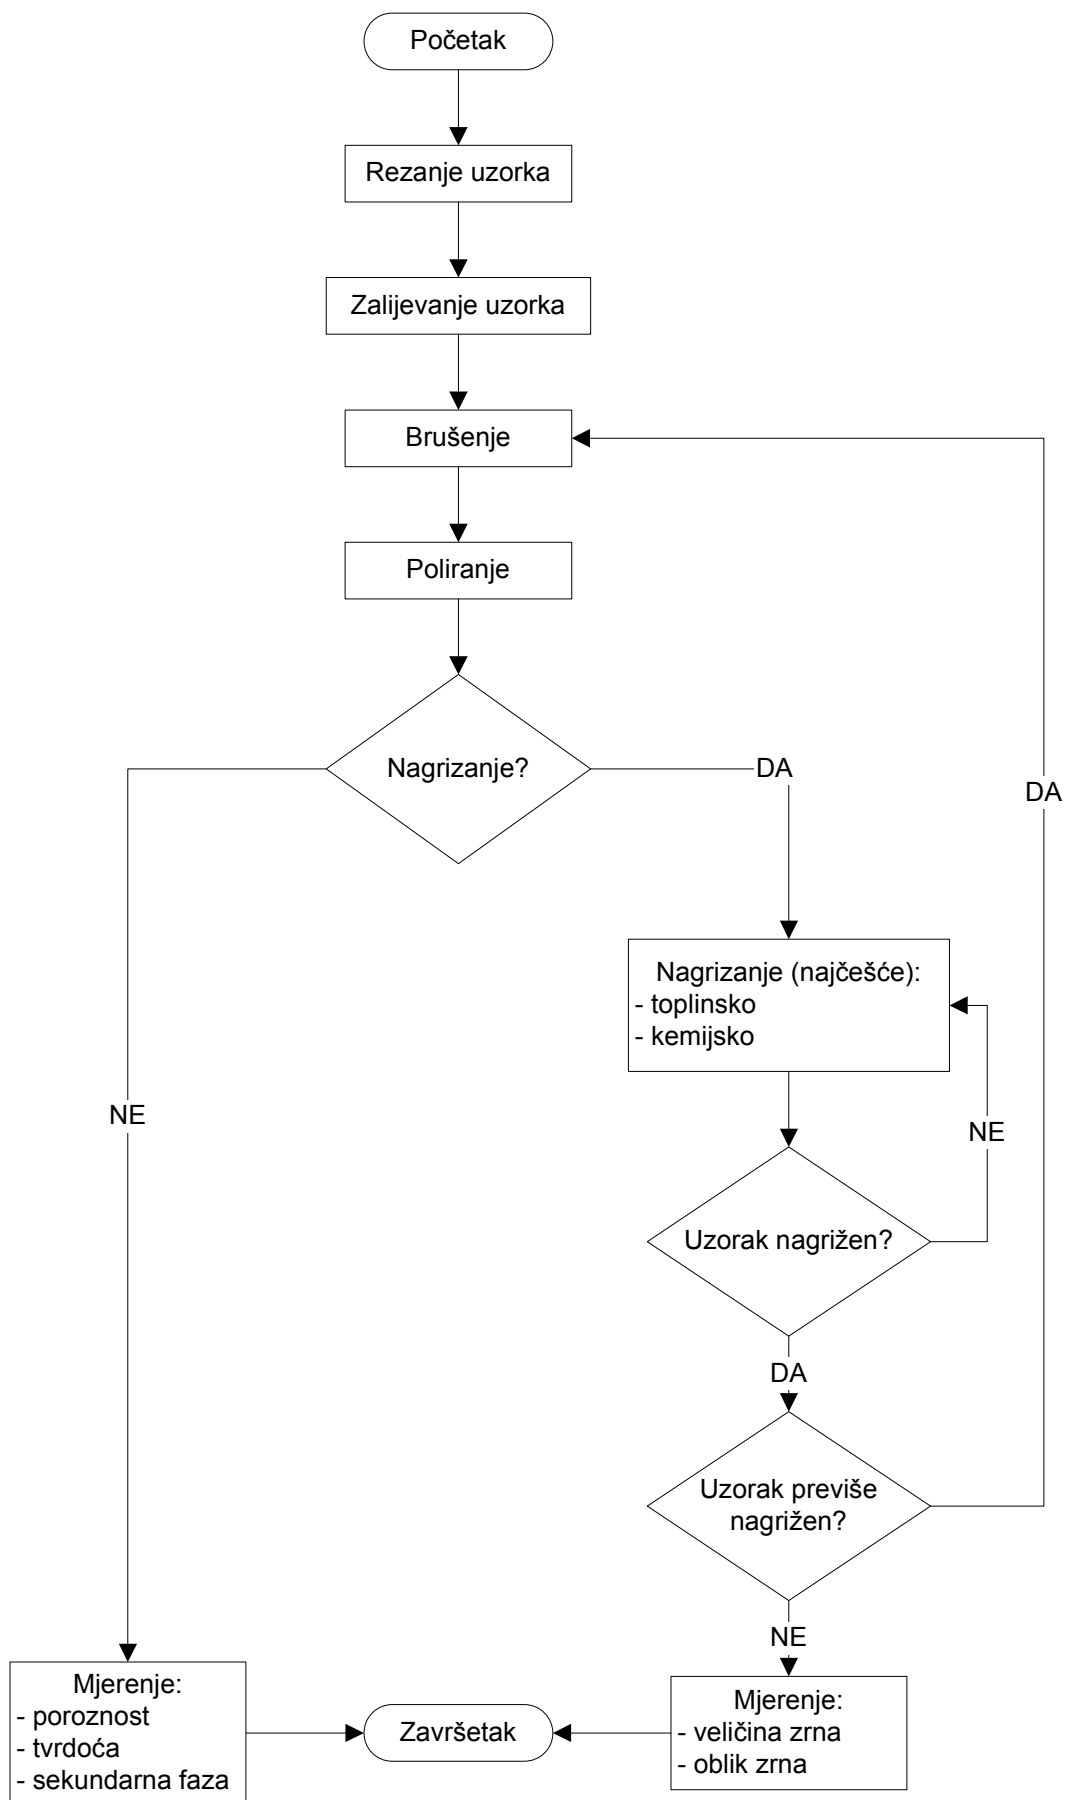 Početak
Rezanje uzorka
Zalijevanje uzorka
Brušenje
Poliranje
Nagrizanje?
DA
DA
Nagrizanje (najčešće):
- toplinsko
- kemijsko
NE
NE
Uzorak nagrižen?
DA
Uzorak previše
nagrižen?
NE
Mjerenje:
- poroznost
- tvrdoća
- sekundarna faza
Završetak
Mjerenje:
- veličina zrna
- oblik zrna